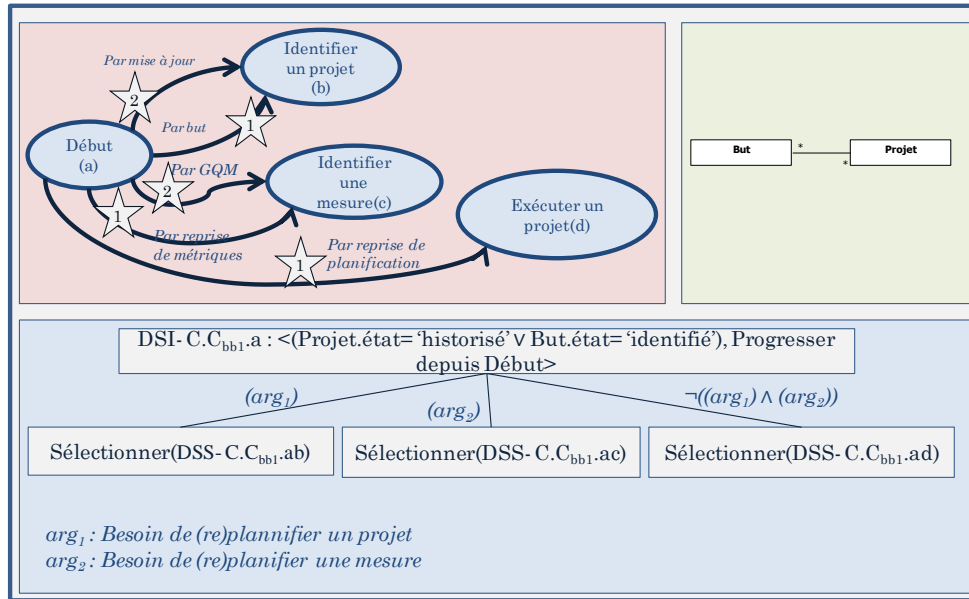 Identifier
un projet
(b)
Par mise à jour
2
1
Par but
Début
(a)
Par GQM
2
Identifier
une
mesure(c)
1
Par reprise
de métriques
Exécuter un
projet(d)
Par reprise de
planification
1
But
*
*
Projet
DSI- C.Cbb1.a : <(Projet.état= ‘historisé’ ∨ But.état= ‘identifié’), Progresser
depuis Début>
(arg1)
(arg2)
¬((arg1) ∧ (arg2))
Sélectionner(DSS- C.Cbb1.ab)
Sélectionner(DSS- C.Cbb1.ac)
Sélectionner(DSS- C.Cbb1.ad)
arg1 : Besoin de (re)plannifier un projet
arg2 : Besoin de (re)planifier une mesure